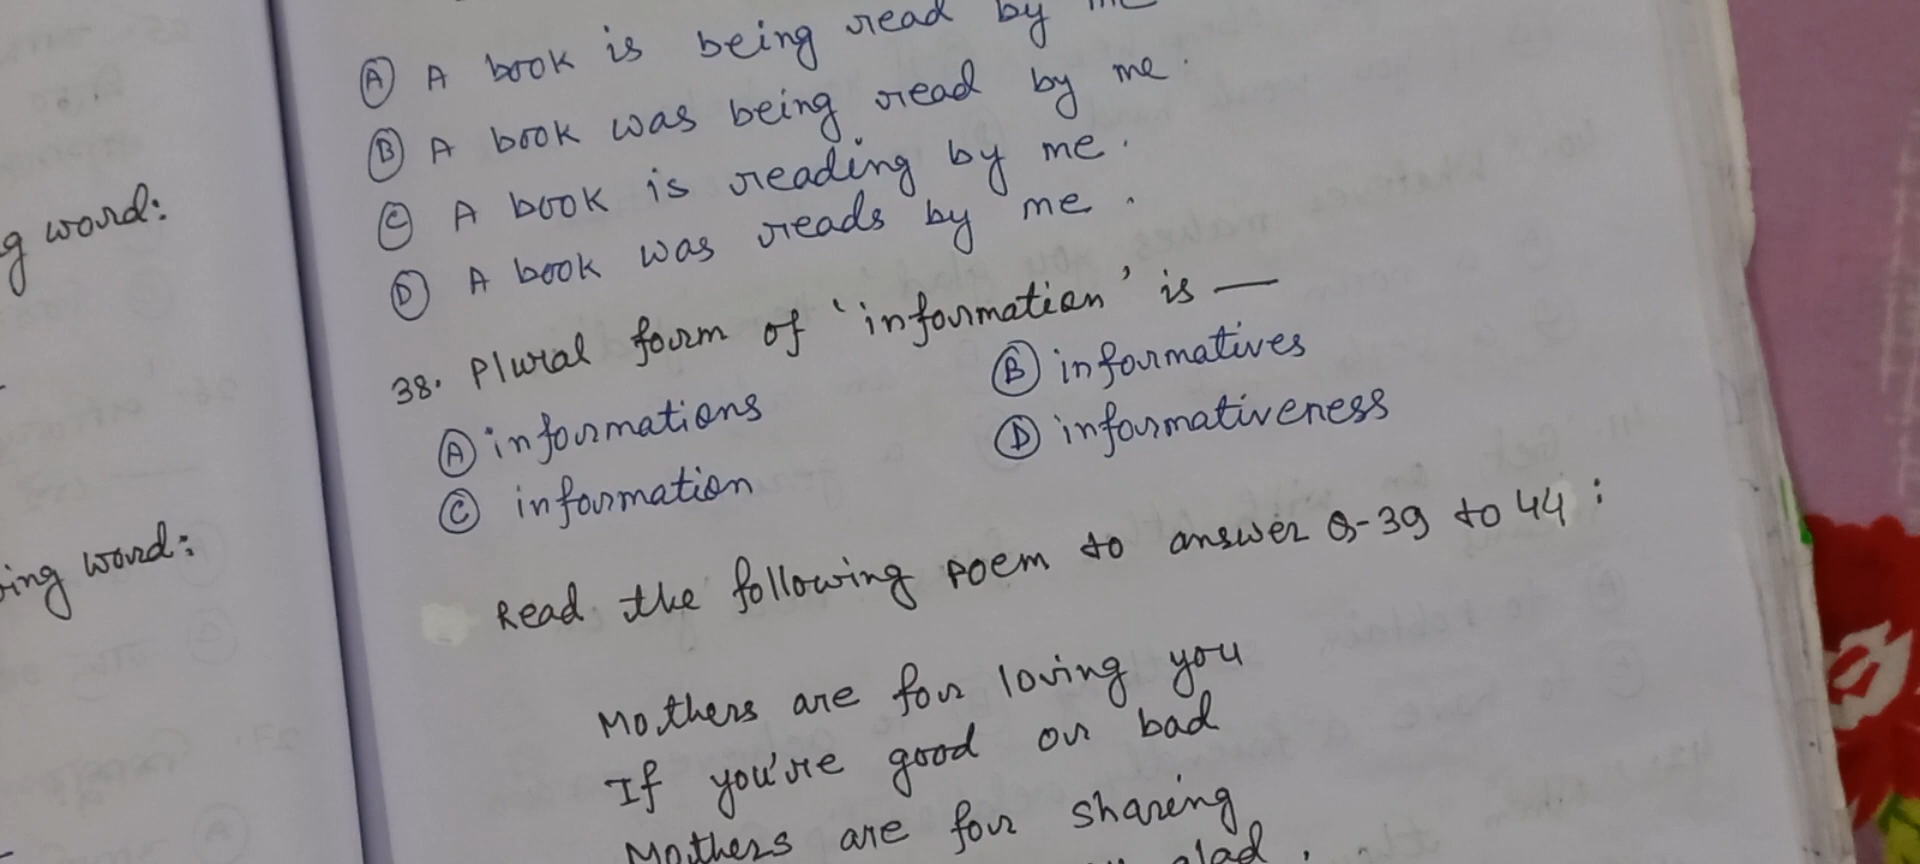 g word:
ing word:
Ⓐ A book is being read by me
Ⓑ A book was being read by me.
Ⓒ A book is reading by me.
Ⓓ A book was reads by me.
38. Plural form of 'information' is —
Ⓐ informations Ⓑ informatives
Ⓒ information Ⓓ informativeness
Read the following poem to answer Q-39 to 44:
Mothers are for loving you
If you're good or bad
Mothers are for sharing
glad.